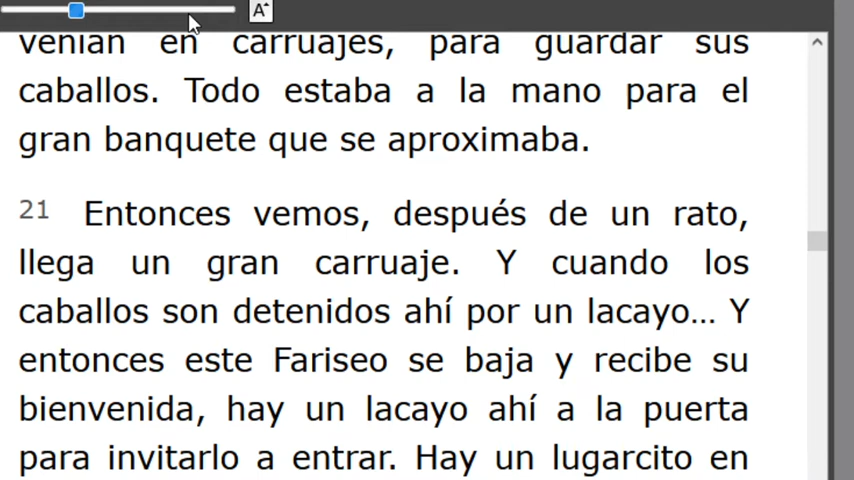 A
venían en carruajes, para guardar sus
caballos. Todo estaba a la mano para el
gran banquete que se aproximaba.
21 Entonces vemos, después de un rato,
llega un gran carruaje. Y cuando los
caballos son detenidos ahí por un lacayo… Y
entonces este Fariseo se baja y recibe su
bienvenida, hay un lacayo ahí a la puerta
para invitarlo a entrar. Hay un lugarcito en